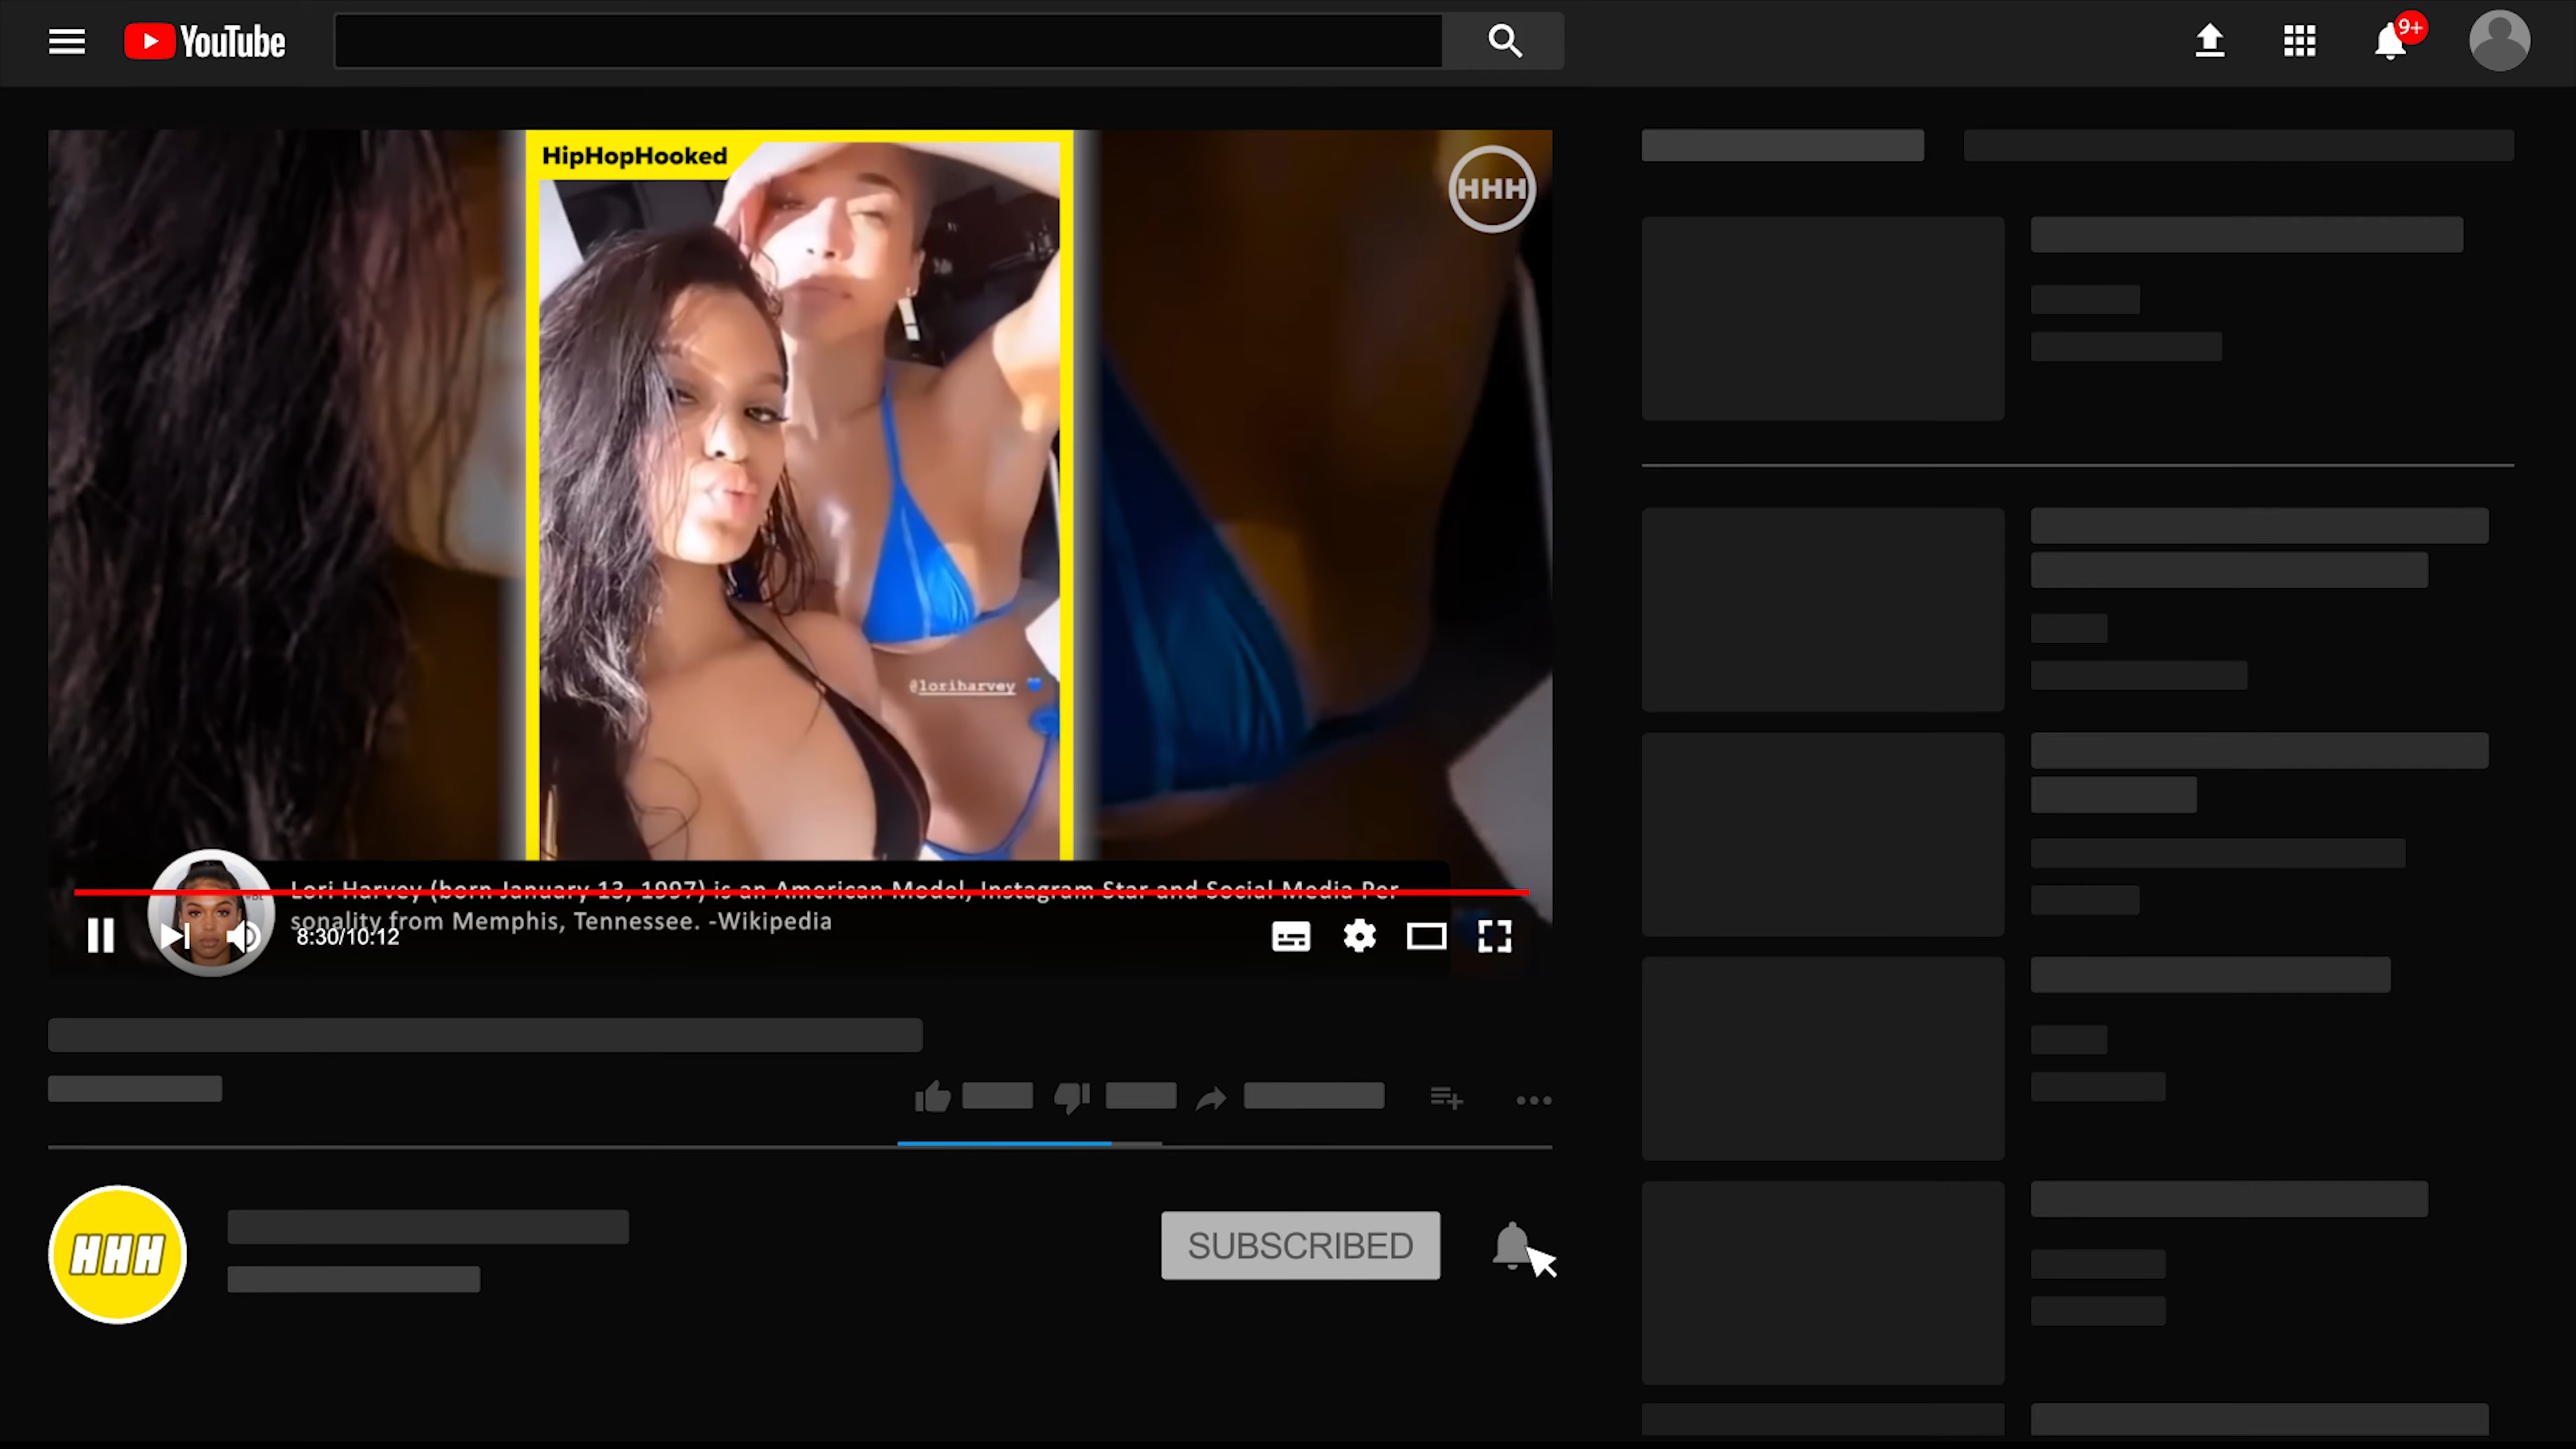 YouTube
9+
HipHopHooked
HHH
@loriharvey
Lori Harvey (born January 13, 1997) is an American Model, Instagram Star and Social Media Per
sonality from Memphis, Tennessee. -Wikipedia
8:30/10:12
HHH
SUBSCRIBED